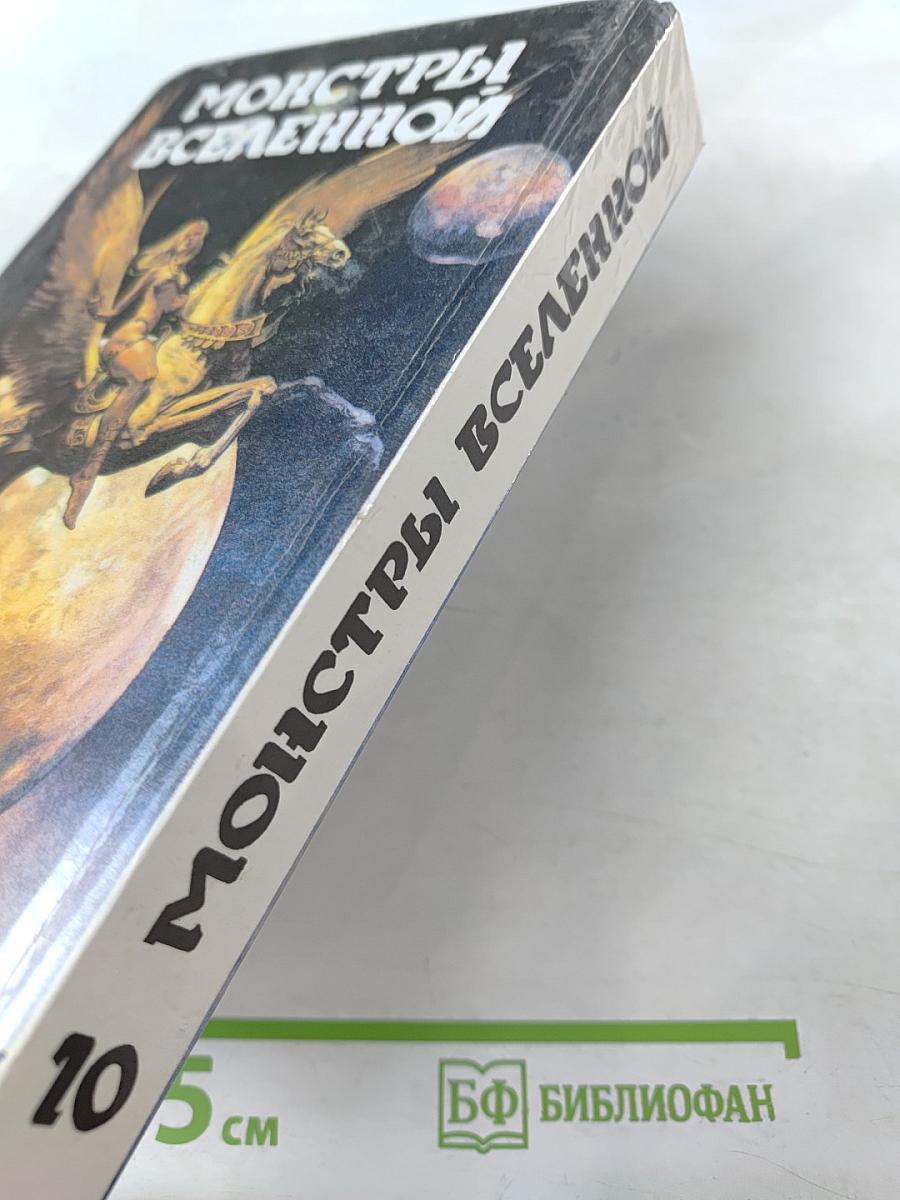 МОНСТРЫ
ВСЕЛЕННОЙ
МОНСТРЫ ВСЕЛЕННОЙ
10
5 см
БФ БИБЛИОФАН